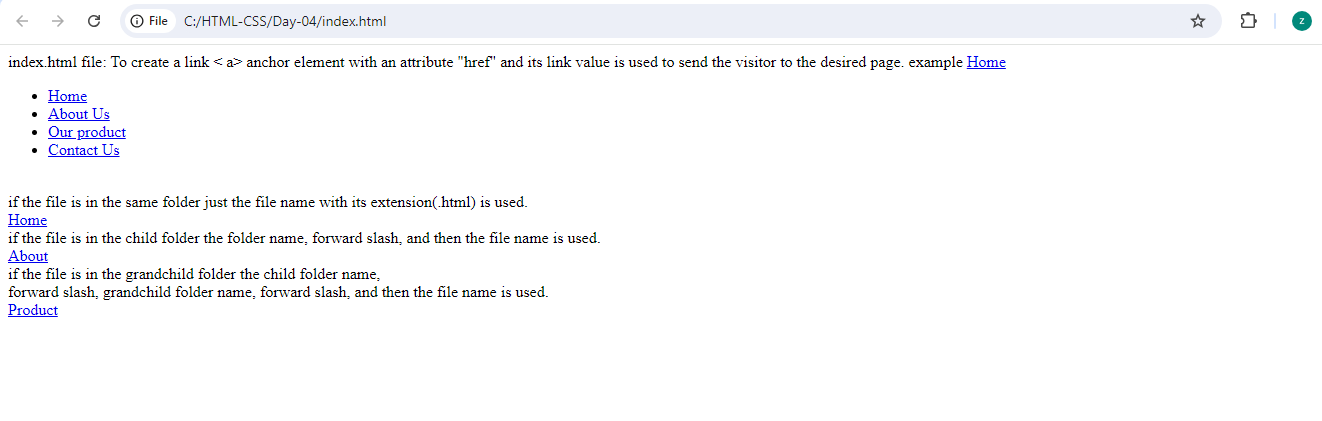 File C:/HTML-CSS/Day-04/index.html
z
index.html file: To create a link < a> anchor element with an attribute "href" and its link value is used to send the visitor to the desired page. example Home
Home
About Us
Our product
Contact Us
if the file is in the same folder just the file name with its extension(.html) is used.
Home
if the file is in the child folder the folder name, forward slash, and then the file name is used.
About
if the file is in the grandchild folder the child folder name,
forward slash, grandchild folder name, forward slash, and then the file name is used.
Product